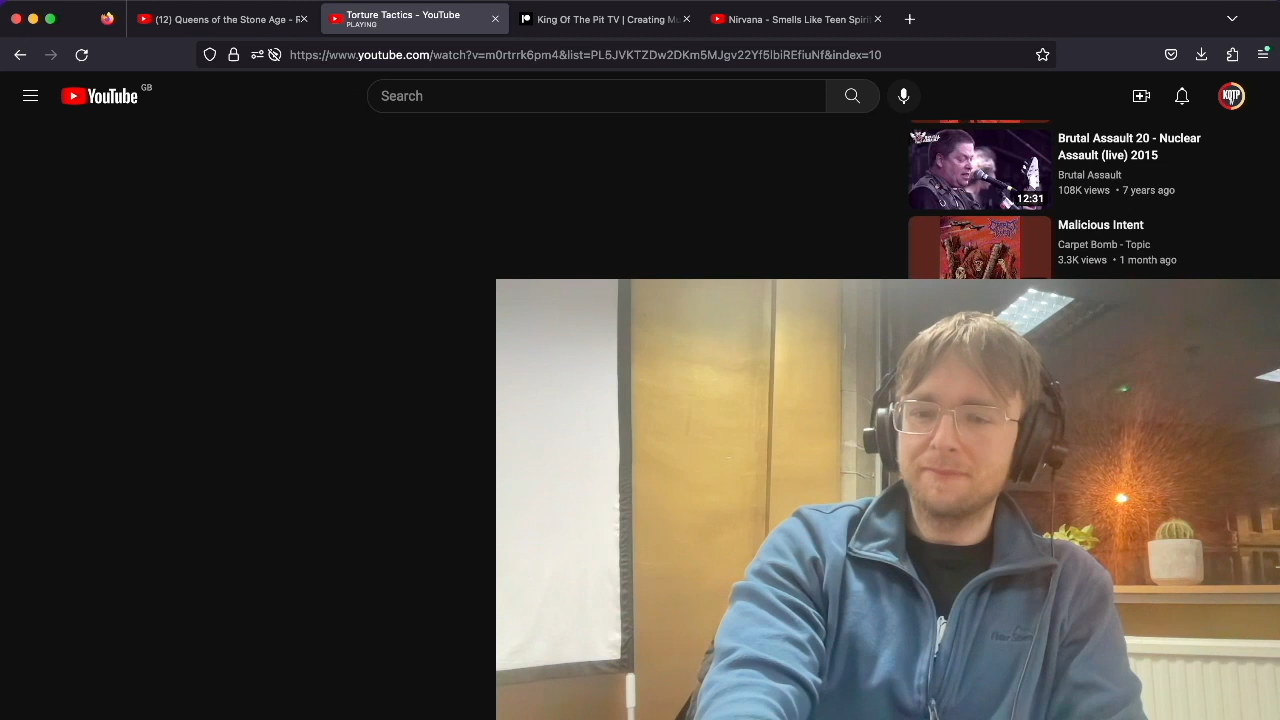 (12) Queens of the Stone Age - R
Torture Tactics - YouTube
PLAYING
King Of The Pit TV | Creating Mu
Nirvana - Smells Like Teen Spiri
https://www.youtube.com/watch?v=m0rtrrk6pm4&list=PL5JVKTZDw2DKm5MJgv22Yf5lbiREfiuNf&index=10
YouTube GB
Search
KOTP
TV
Brutal Assault 20 - Nuclear
Assault (live) 2015
Brutal Assault
108K views • 7 years ago
12:31
Malicious Intent
Carpet Bomb - Topic
3.3K views • 1 month ago